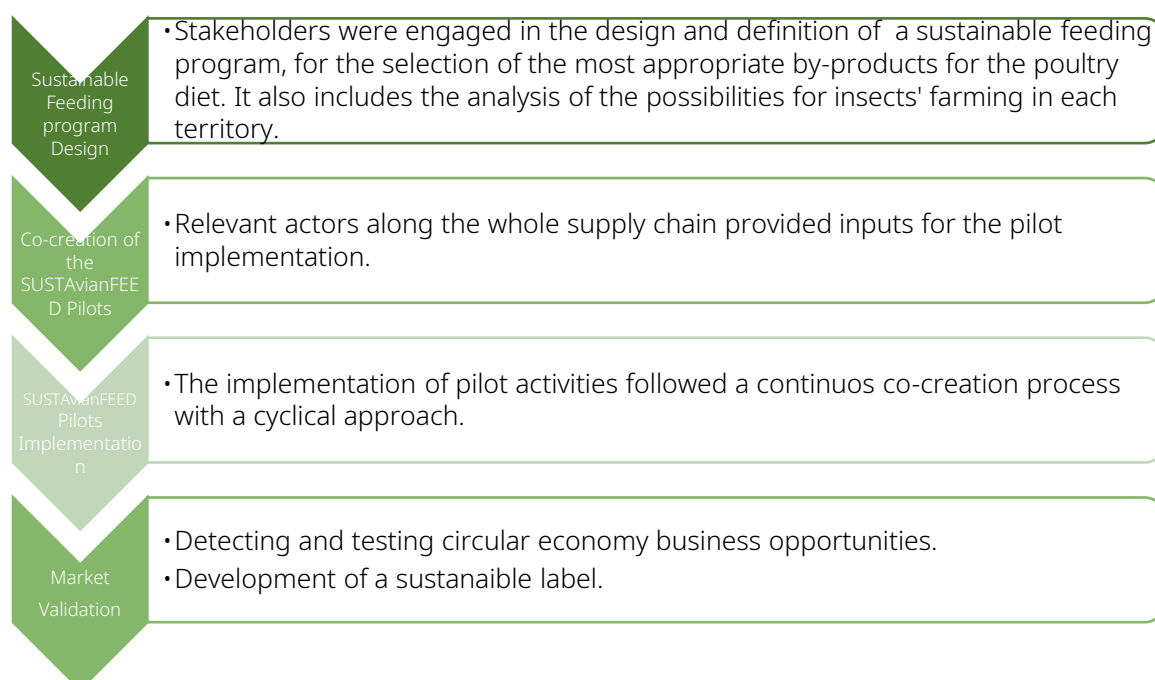 Sustainable
Feeding
program
Design
•Stakeholders were engaged in the design and definition of a sustainable feeding
program, for the selection of the most appropriate by-products for the poultry
diet. It also includes the analysis of the possibilities for insects' farming in each
territory.
Co-creation of
the
SUSTAvianFEE
D Pilots
•Relevant actors along the whole supply chain provided inputs for the pilot
implementation.
SUSTAvianFEED
Pilots
Implementatio
n
•The implementation of pilot activities followed a continuos co-creation process
with a cyclical approach.
Market
Validation
•Detecting and testing circular economy business opportunities.
•Development of a sustanaible label.